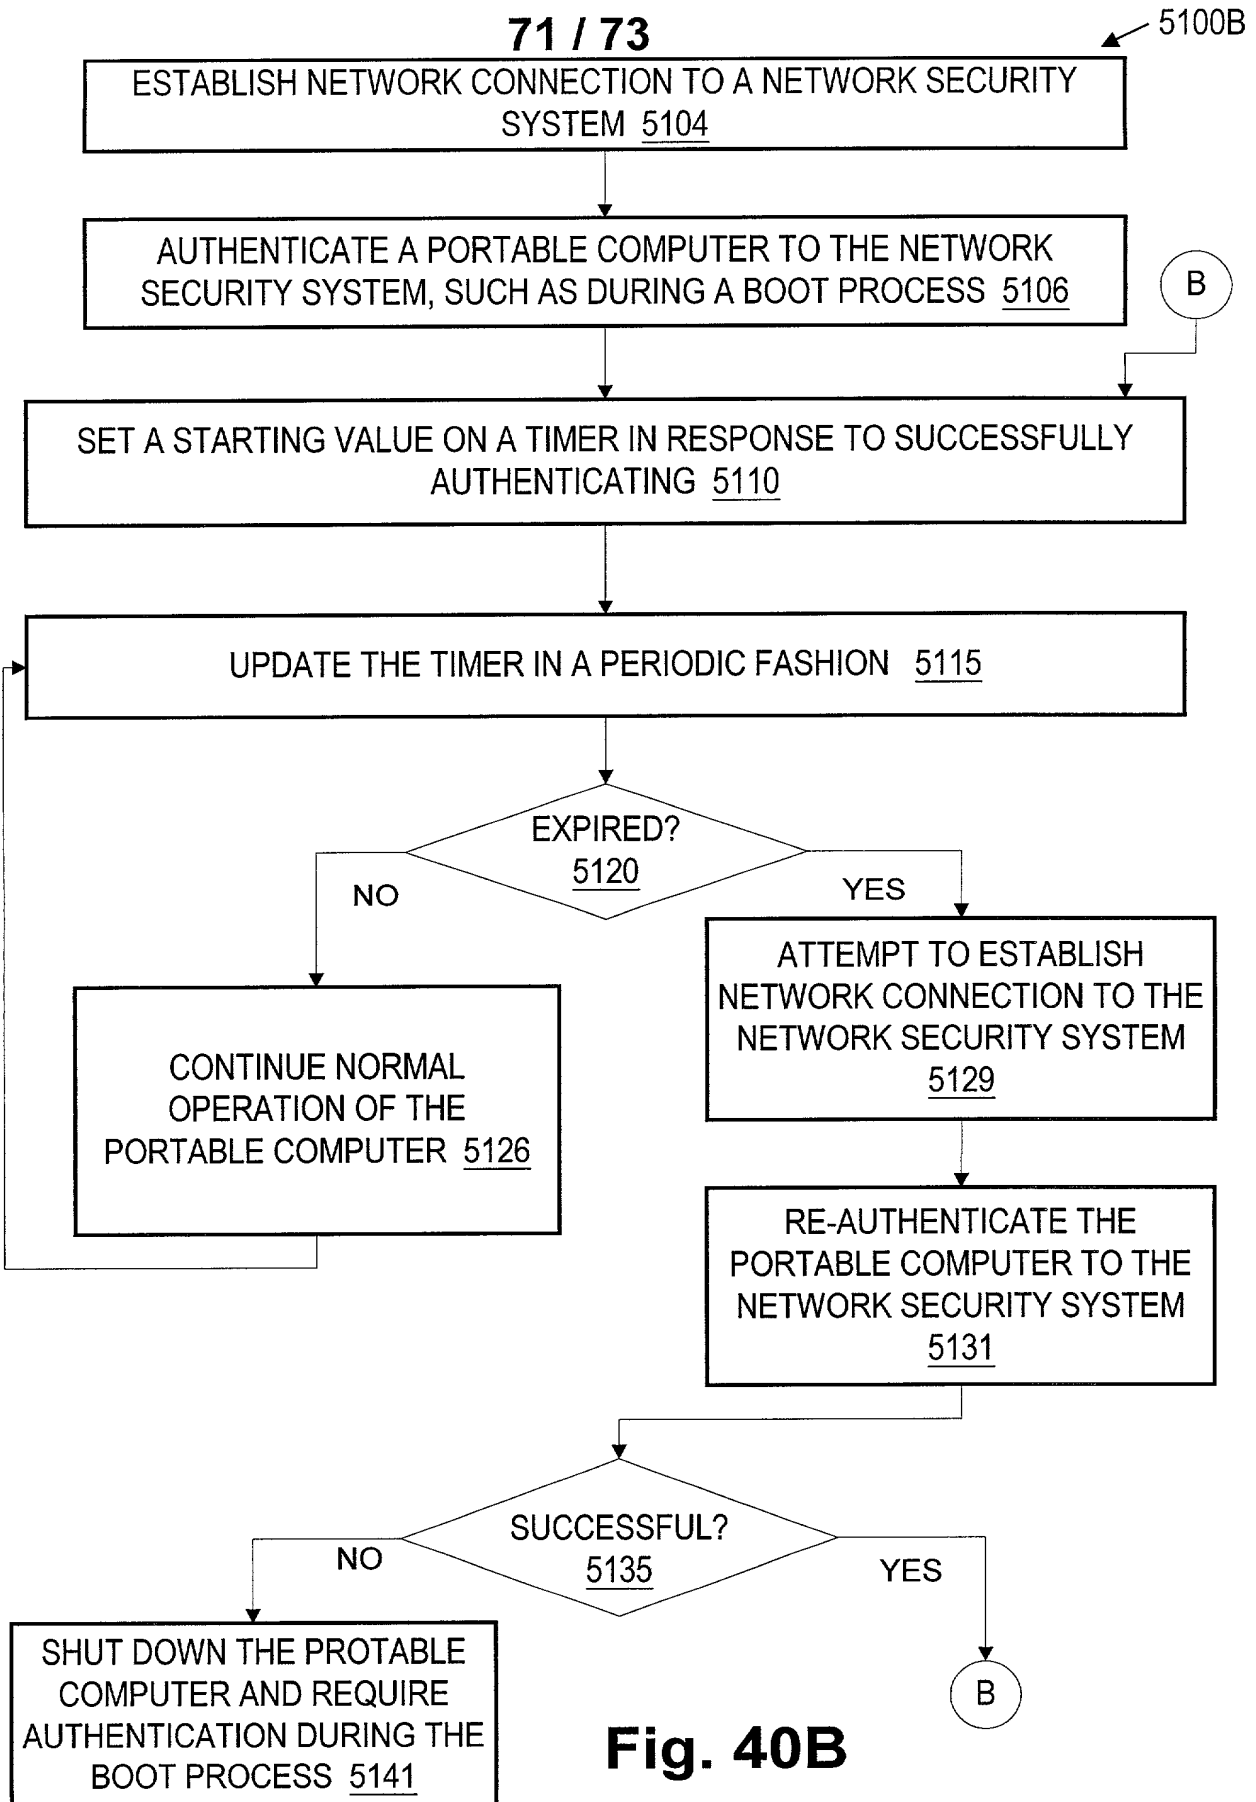 71 / 73
5100B
ESTABLISH NETWORK CONNECTION TO A NETWORK SECURITY
SYSTEM 5104
AUTHENTICATE A PORTABLE COMPUTER TO THE NETWORK
SECURITY SYSTEM, SUCH AS DURING A BOOT PROCESS 5106
B
SET A STARTING VALUE ON A TIMER IN RESPONSE TO SUCCESSFULLY
AUTHENTICATING 5110
UPDATE THE TIMER IN A PERIODIC FASHION 5115
EXPIRED?
5120
NO
YES
ATTEMPT TO ESTABLISH
NETWORK CONNECTION TO THE
NETWORK SECURITY SYSTEM
5129
CONTINUE NORMAL
OPERATION OF THE
PORTABLE COMPUTER 5126
RE-AUTHENTICATE THE
PORTABLE COMPUTER TO THE
NETWORK SECURITY SYSTEM
5131
SUCCESSFUL?
5135
NO
YES
SHUT DOWN THE PROTABLE
COMPUTER AND REQUIRE
AUTHENTICATION DURING THE
BOOT PROCESS 5141
B
Fig. 40B